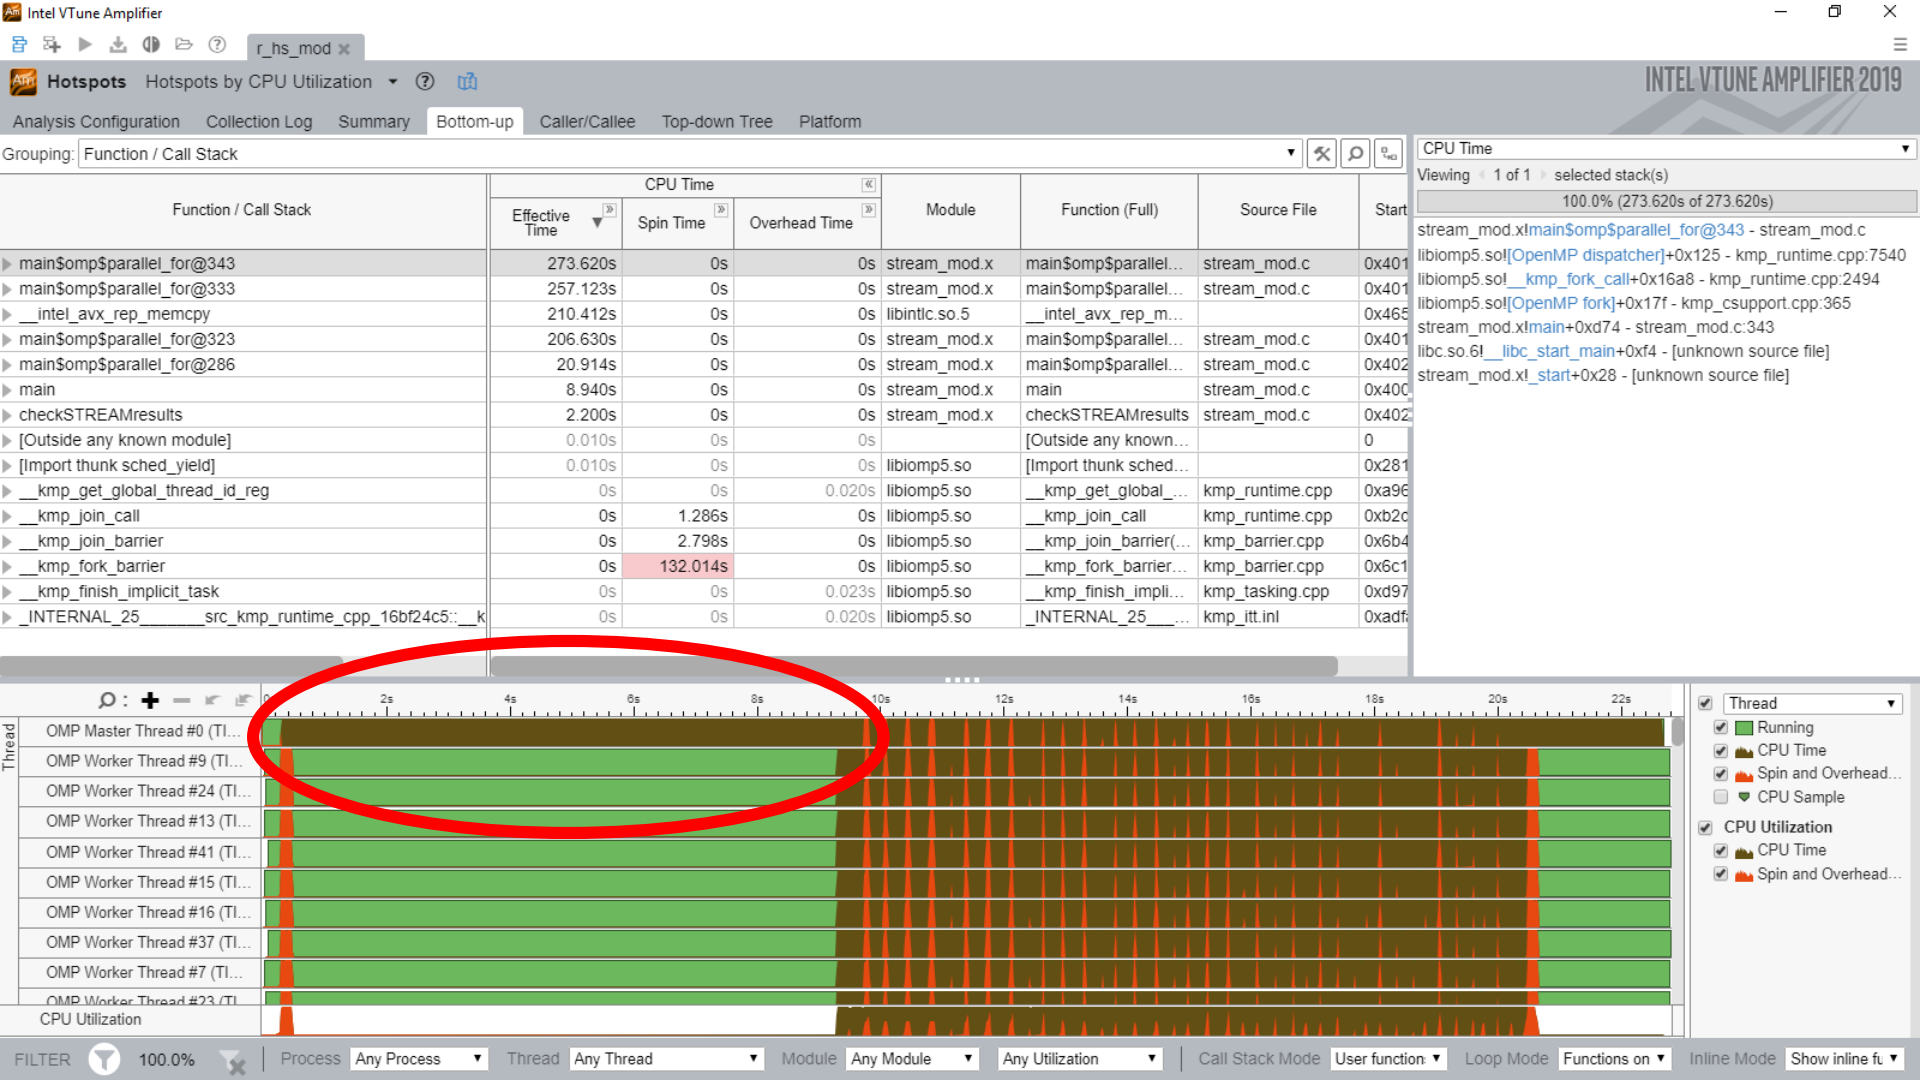 Intel VTune Amplifier
r_hs_mod
Hotspots Hotspots by CPU Utilization
INTEL VTUNE AMPLIFIER 2019
Analysis Configuration Collection Log Summary Bottom-up Caller/Callee Top-down Tree Platform
Grouping: Function / Call Stack
Function / Call Stack CPU Time Module Function (Full) Source File Start
Effective Time Spin Time Overhead Time
main$omp$parallel_for@343 273.620s 0s 0s stream_mod.x main$omp$parallel... stream_mod.c 0x401
main$omp$parallel_for@333 257.123s 0s 0s stream_mod.x main$omp$parallel... stream_mod.c 0x401
__intel_avx_rep_memcpy 210.412s 0s 0s libintlc.so.5 __intel_avx_rep_m... 0x465
main$omp$parallel_for@323 206.630s 0s 0s stream_mod.x main$omp$parallel... stream_mod.c 0x401
main$omp$parallel_for@286 20.914s 0s 0s stream_mod.x main$omp$parallel... stream_mod.c 0x402
main 8.940s 0s 0s stream_mod.x main stream_mod.c 0x400
checkSTREAMresults 2.200s 0s 0s stream_mod.x checkSTREAMresults stream_mod.c 0x402
[Outside any known module] 0.010s 0s 0s [Outside any known... 0
[Import thunk sched_yield] 0.010s 0s 0s libiomp5.so [Import thunk sched... 0x281
__kmp_get_global_thread_id_reg 0s 0s 0.020s libiomp5.so __kmp_get_global_... kmp_runtime.cpp 0xa96
__kmp_join_call 0s 1.286s 0s libiomp5.so __kmp_join_call kmp_runtime.cpp 0xb2c
__kmp_join_barrier 0s 2.798s 0s libiomp5.so __kmp_join_barrier(... kmp_barrier.cpp 0x6b4
__kmp_fork_barrier 0s 132.014s 0s libiomp5.so __kmp_fork_barrier... kmp_barrier.cpp 0x6c1
__kmp_finish_implicit_task 0s 0s 0.023s libiomp5.so __kmp_finish_impli... kmp_tasking.cpp 0xd97
_INTERNAL_25_______src_kmp_runtime_cpp_16bf24c5::__k 0s 0s 0.020s libiomp5.so _INTERNAL_25____... kmp_itt.inl 0xadf
CPU Time
Viewing 1 of 1 selected stack(s)
100.0% (273.620s of 273.620s)
stream_mod.x!main$omp$parallel_for@343 - stream_mod.c
libiomp5.so![OpenMP dispatcher]+0x125 - kmp_runtime.cpp:7540
libiomp5.so!__kmp_fork_call+0x16a8 - kmp_runtime.cpp:2494
libiomp5.so![OpenMP fork]+0x17f - kmp_csupport.cpp:365
stream_mod.x!main+0xd74 - stream_mod.c:343
libc.so.6!__libc_start_main+0xf4 - [unknown source file]
stream_mod.x!_start+0x28 - [unknown source file]
2s 4s 6s 8s 10s 12s 14s 16s 18s 20s 22s
Thread
OMP Master Thread #0 (TI...
OMP Worker Thread #9 (TI...
OMP Worker Thread #24 (TI...
OMP Worker Thread #13 (TI...
OMP Worker Thread #41 (TI...
OMP Worker Thread #15 (TI...
OMP Worker Thread #16 (TI...
OMP Worker Thread #37 (TI...
OMP Worker Thread #7 (TI...
OMP Worker Thread #23 (TI
CPU Utilization
Thread
Running
CPU Time
Spin and Overhead...
CPU Sample
CPU Utilization
CPU Time
Spin and Overhead...
FILTER 100.0% Process Any Process Thread Any Thread Module Any Module Any Utilization Call Stack Mode User function Loop Mode Functions on Inline Mode Show inline fu